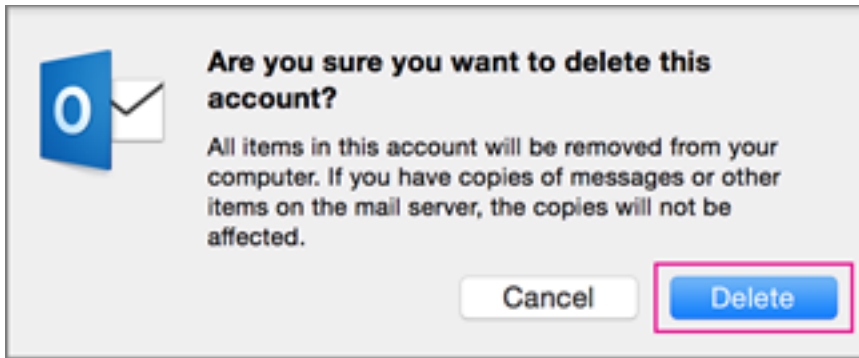 Are you sure you want to delete this
account?
All items in this account will be removed from your
computer. If you have copies of messages or other
items on the mail server, the copies will not be
affected.
Cancel Delete